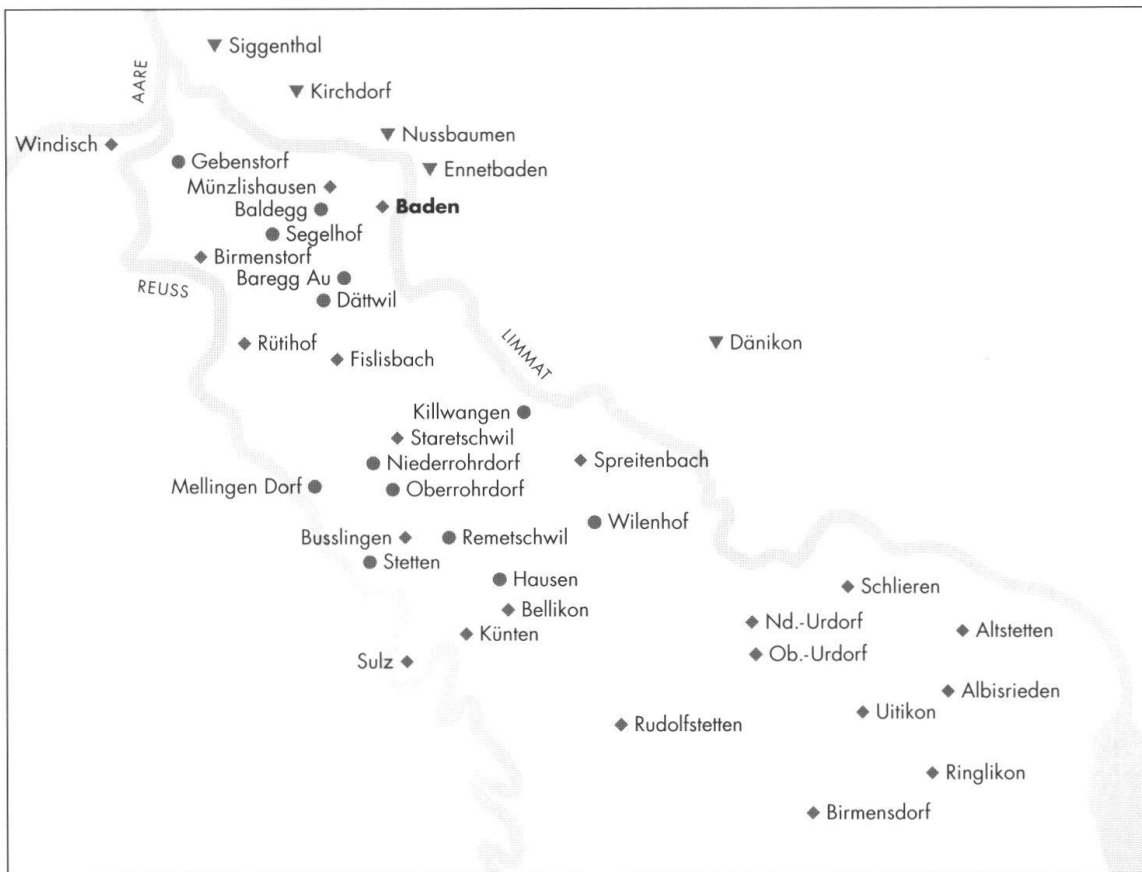 Siggenthal
AARE
Kirchdorf
Nussbaumen
Windisch
Gebenstorf
Ennetbaden
Münzlishausen
Baldegg
Baden
Segelhof
Birmenstorf
Baregg Au
REUSS
Dättwil
Rütihof
Fislisbach
LIMMAT
Dänikon
Killwangen
Staretschwil
Niederrohrdorf
Spreitenbach
Mellingen Dorf
Oberrohrdorf
Wilenhof
Busslingen
Remetschwil
Stetten
Hausen
Schlieren
Bellikon
Nd.-Urdorf
Altstetten
Künten
Ob.-Urdorf
Sulz
Albisrieden
Uitikon
Rudolfstetten
Ringlikon
Birmensdorf